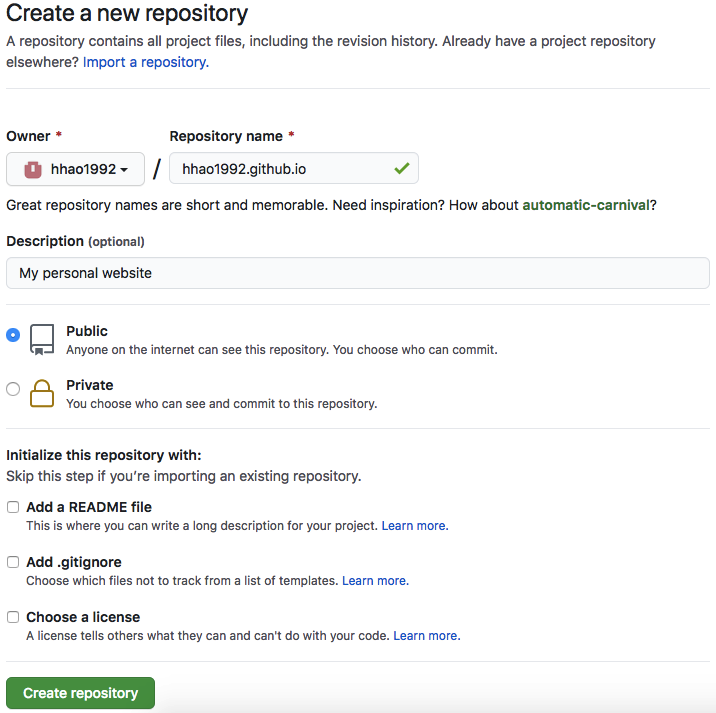 Create a new repository
A repository contains all project files, including the revision history. Already have a project repository
elsewhere? Import a repository.
Owner * Repository name *
hhao1992 / hhao1992.github.io
Great repository names are short and memorable. Need inspiration? How about automatic-carnival?
Description (optional)
My personal website
Public
Anyone on the internet can see this repository. You choose who can commit.
Private
You choose who can see and commit to this repository.
Initialize this repository with:
Skip this step if you’re importing an existing repository.
Add a README file
This is where you can write a long description for your project. Learn more.
Add .gitignore
Choose which files not to track from a list of templates. Learn more.
Choose a license
A license tells others what they can and can't do with your code. Learn more.
Create repository